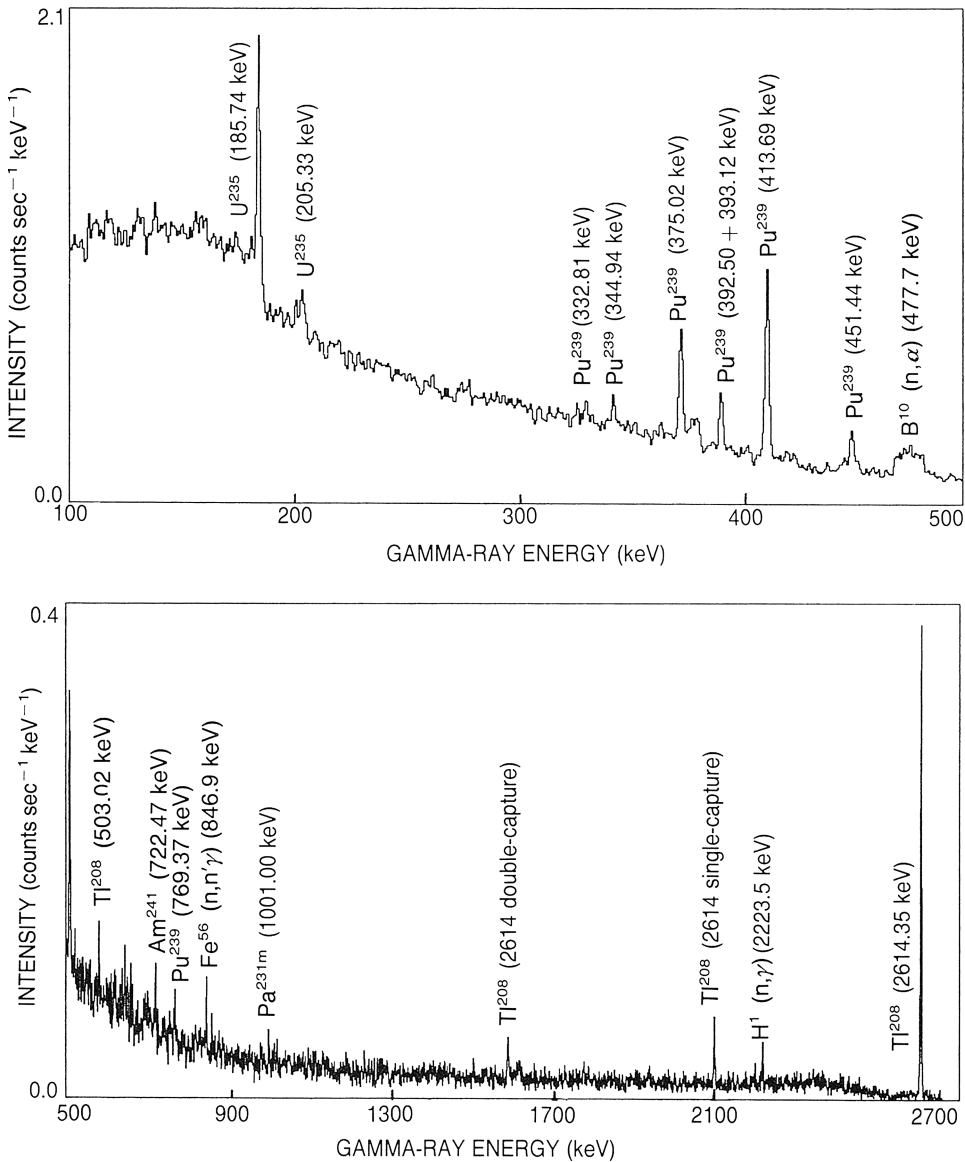 2.1
INTENSITY (counts sec⁻¹ keV⁻¹)
0.0
U²³⁵ (185.74 keV)
U²³⁵ (205.33 keV)
Pu²³⁹ (332.81 keV)
Pu²³⁹ (344.94 keV)
Pu²³⁹ (375.02 keV)
Pu²³⁹ (392.50 + 393.12 keV)
Pu²³⁹ (413.69 keV)
Pu²³⁹ (451.44 keV)
B¹⁰ (n,α) (477.7 keV)
100 200 300 400 500
GAMMA-RAY ENERGY (keV)
0.4
INTENSITY (counts sec⁻¹ keV⁻¹)
0.0
Tl²⁰⁸ (503.02 keV)
Am²⁴¹ (722.47 keV)
Pu²³⁹ (769.37 keV)
Fe⁵⁶ (n,n′γ) (846.9 keV)
Pa²³¹ᵐ (1001.00 keV)
Tl²⁰⁸ (2614 double-capture)
Tl²⁰⁸ (2614 single-capture)
H¹ (n,γ) (2223.5 keV)
Tl²⁰⁸ (2614.35 keV)
500 900 1300 1700 2100 2700
GAMMA-RAY ENERGY (keV)